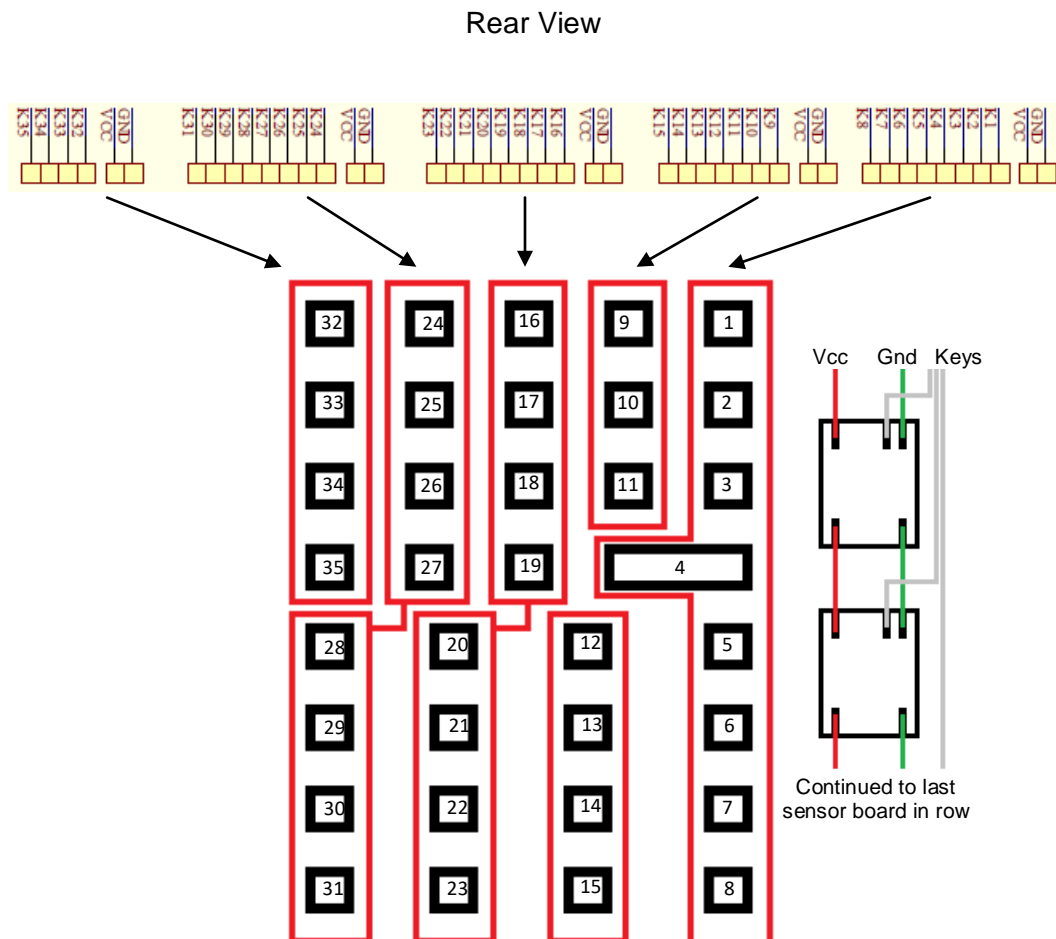 Rear View
K35 K34 K33 K32 VCC GND K31 K30 K29 K28 K27 K26 K25 K24 VCC GND K23 K22 K21 K20 K19 K18 K17 K16 VCC GND K15 K14 K13 K12 K11 K10 K9 VCC GND K8 K7 K6 K5 K4 K3 K2 K1 VCC GND
32 24 16 9 1
Vcc Gnd Keys
33 25 17 10 2
34 26 18 11 3
35 27 19 4
28 20 12 5
29 21 13 6
Continued to last
sensor board in row
30 22 14 7
31 23 15 8